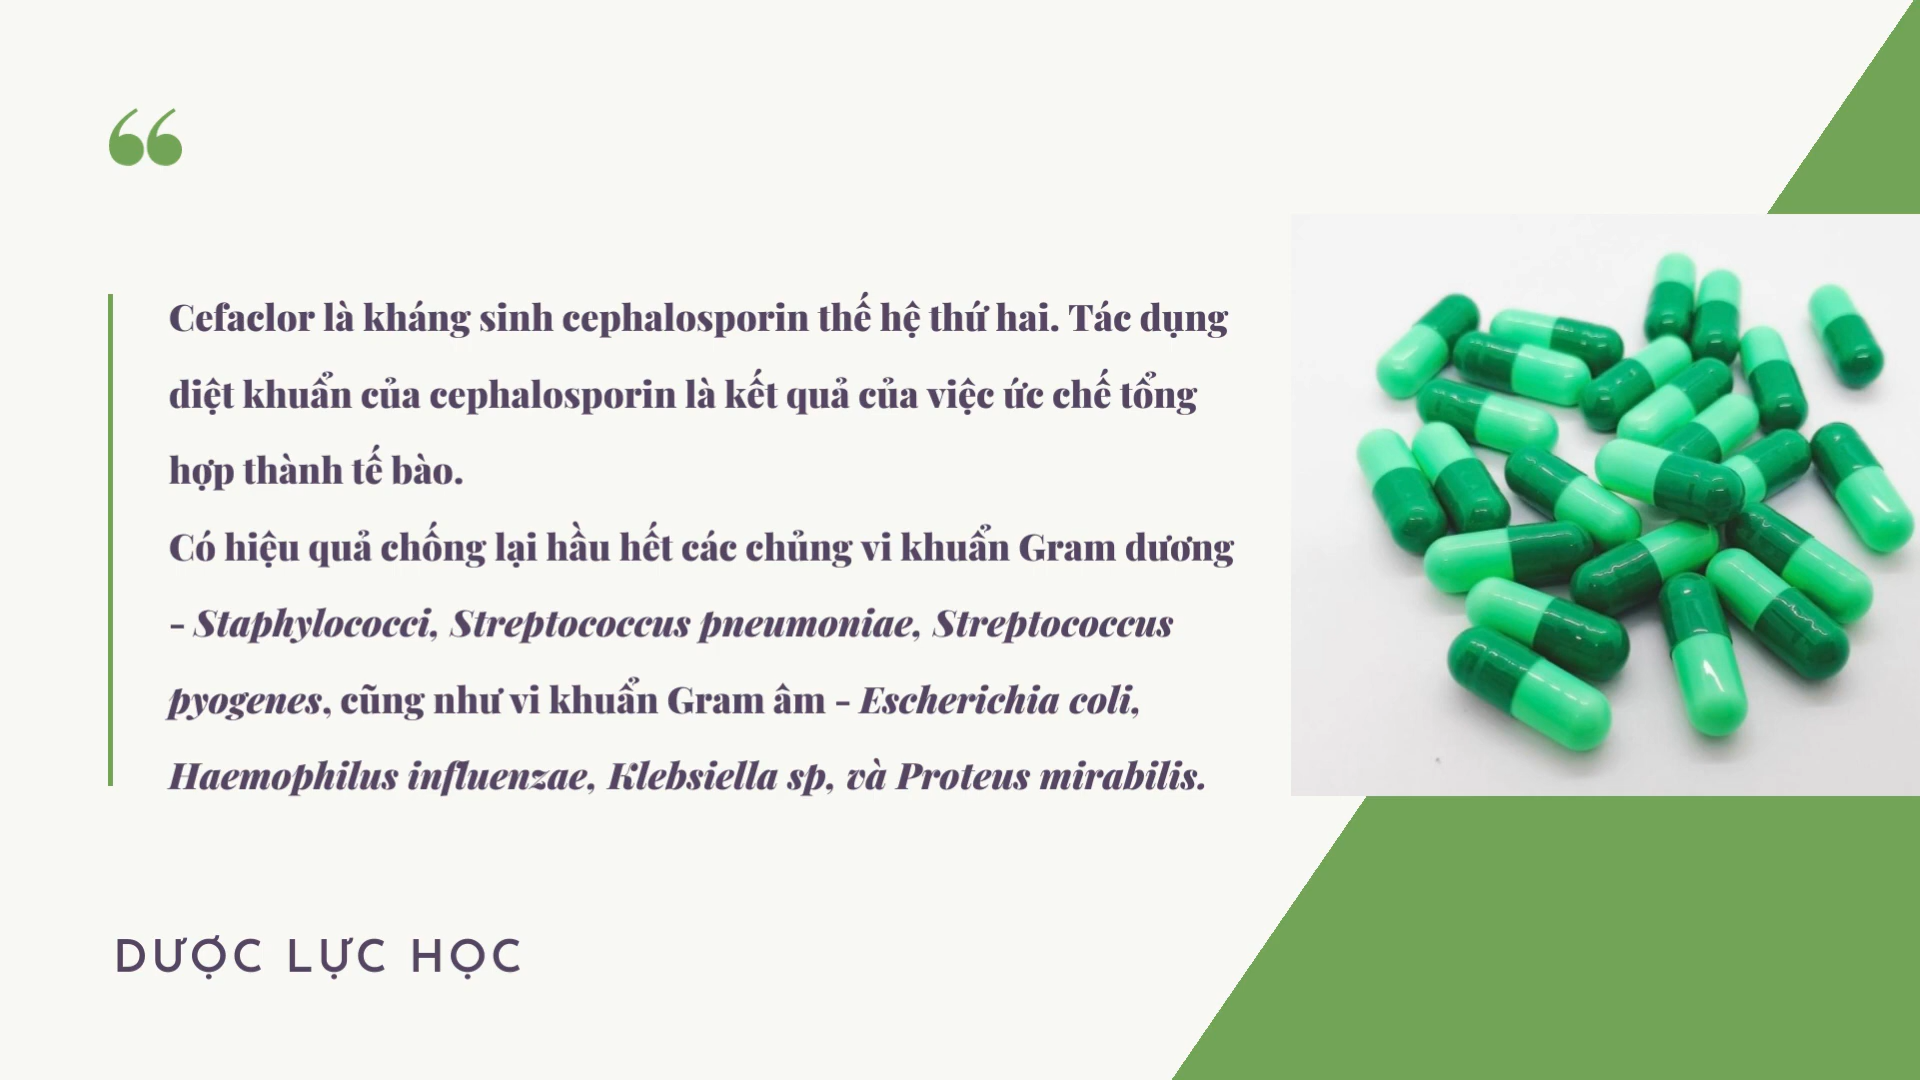 “
Cefaclor là kháng sinh cephalosporin thế hệ thứ hai. Tác dụng
diệt khuẩn của cephalosporin là kết quả của việc ức chế tổng
hợp thành tế bào.
Có hiệu quả chống lại hầu hết các chủng vi khuẩn Gram dương
- Staphylococci, Streptococcus pneumoniae, Streptococcus
pyogenes, cũng như vi khuẩn Gram âm - Escherichia coli,
Haemophilus influenzae, Klebsiella sp, và Proteus mirabilis.
DƯỢC LỰC HỌC